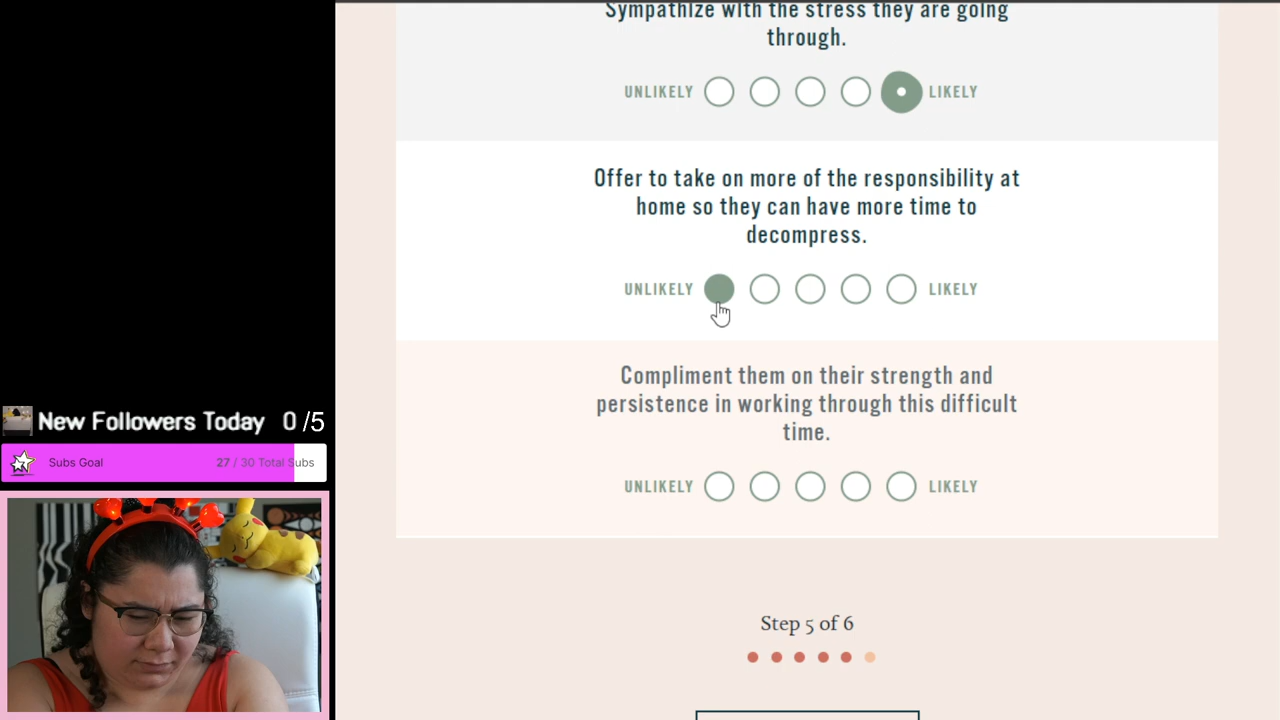 Sympathize with the stress they are going
through.
UNLIKELY LIKELY
Offer to take on more of the responsibility at
home so they can have more time to
decompress.
UNLIKELY LIKELY
Compliment them on their strength and
persistence in working through this difficult
time.
UNLIKELY LIKELY
Step 5 of 6
New Followers Today 0 /5
Subs Goal 27 / 30 Total Subs